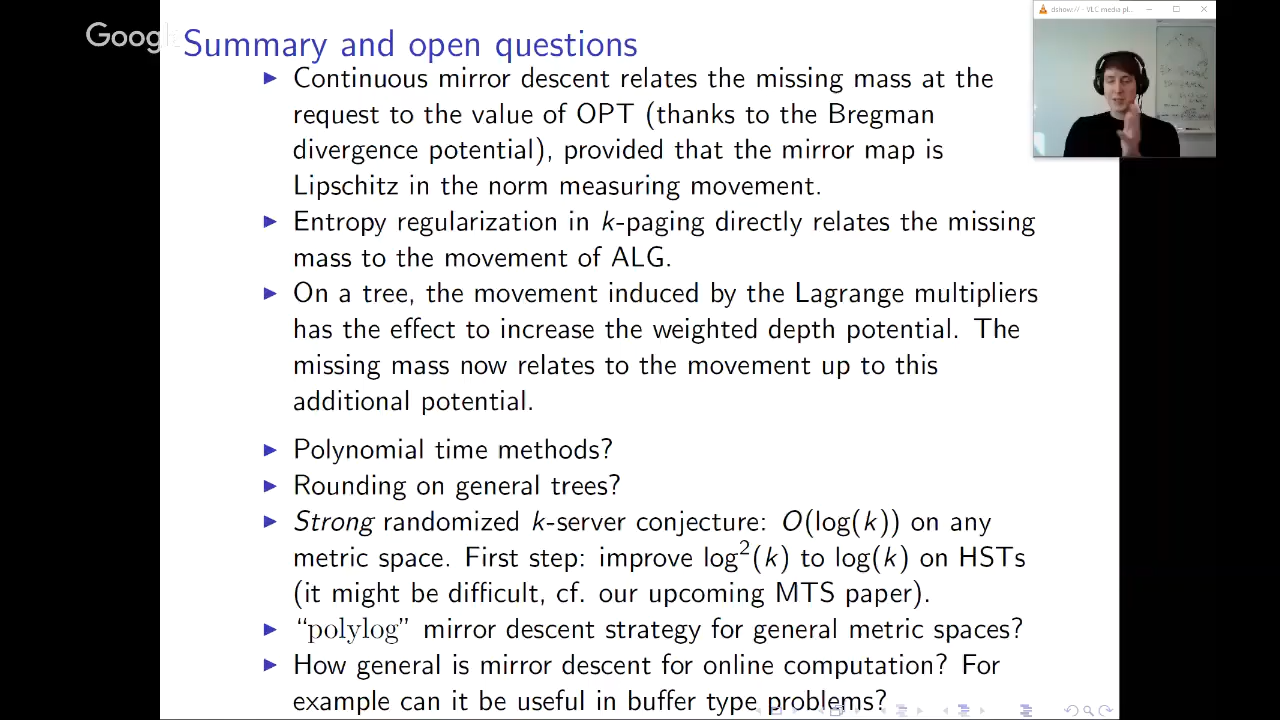 dshow:// - VLC media pl...
Goog
Summary and open questions
► Continuous mirror descent relates the missing mass at the
request to the value of OPT (thanks to the Bregman
divergence potential), provided that the mirror map is
Lipschitz in the norm measuring movement.
► Entropy regularization in k-paging directly relates the missing
mass to the movement of ALG.
► On a tree, the movement induced by the Lagrange multipliers
has the effect to increase the weighted depth potential. The
missing mass now relates to the movement up to this
additional potential.
► Polynomial time methods?
► Rounding on general trees?
► Strong randomized k-server conjecture: O(log(k)) on any
metric space. First step: improve log²(k) to log(k) on HSTs
(it might be difficult, cf. our upcoming MTS paper).
► “polylog” mirror descent strategy for general metric spaces?
► How general is mirror descent for online computation? For
example can it be useful in buffer type problems?